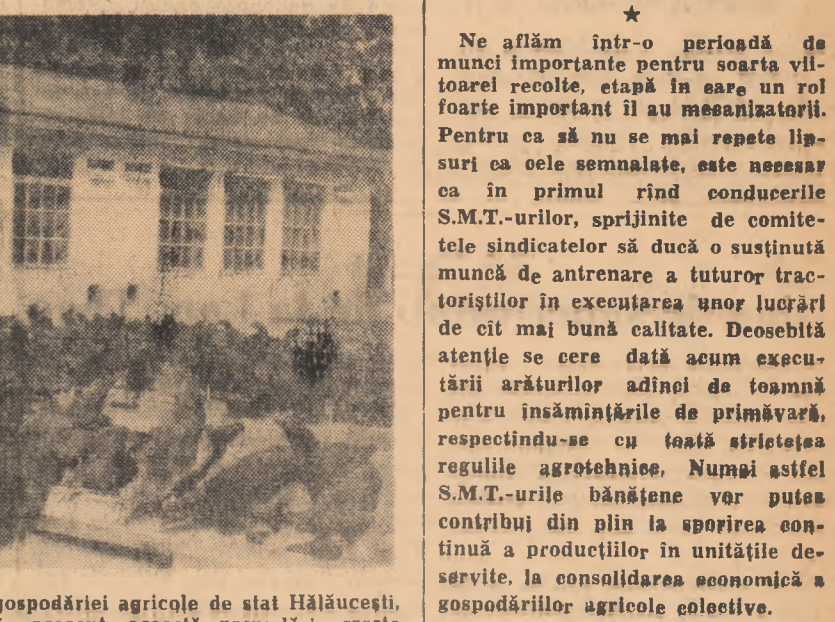 ★
Ne aflăm într-o perioadă de
munci importante pentru soarta vii-
toarei recolte, etapă în care un rol
foarte important îl au mecanizatorii.
Pentru ca să nu se mai repete lip-
suri ca cele semnalate, este necesar
ca în primul rînd conducerile
S.M.T.-urilor, sprijinite de comite-
tele sindicatelor să ducă o susținută
muncă de antrenare a tuturor trac-
toriștilor în executarea unor lucrări
de cît mai bună calitate. Deosebită
atenție se cere dată acum execu-
tării arăturilor adînci de toamnă
pentru însămînțările de primăvară,
respectîndu-se cu toată strictețea
regulile agrotehnice. Numai astfel
S.M.T.-urile bănățene vor putea
contribui din plin la sporirea con-
tinuă a producțiilor în unitățile de-
servite, la consolidarea economică a
gospodăriilor agricole colective.
gospodăriei agricole de stat Hălăucești,